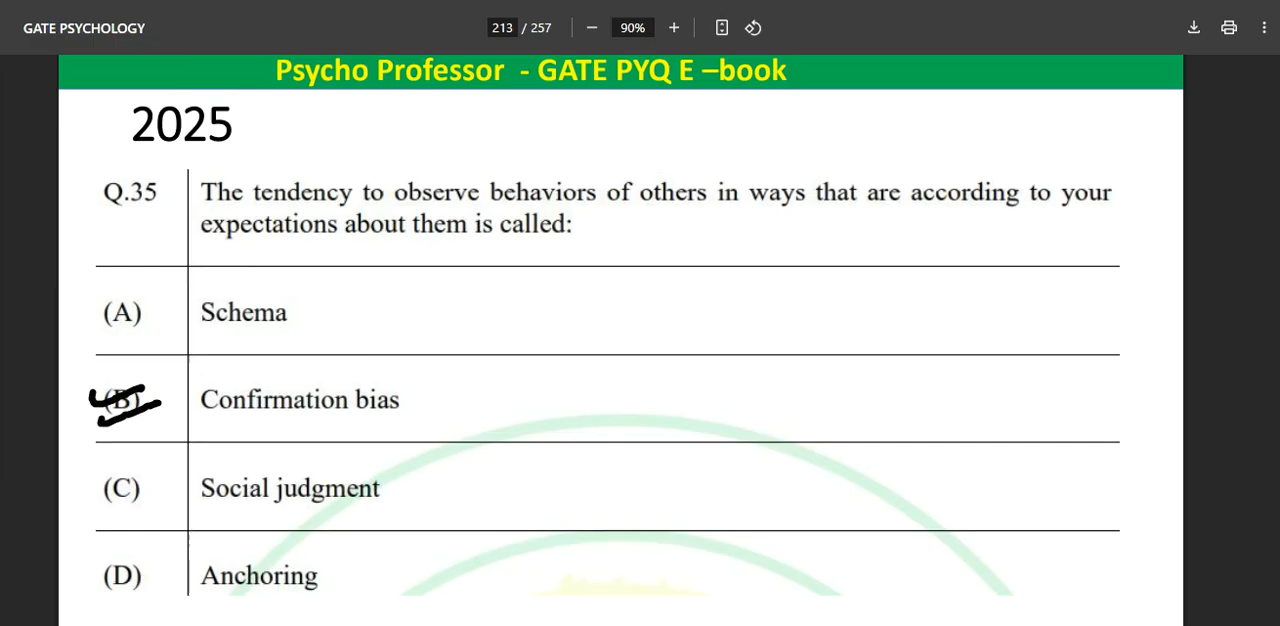 GATE PSYCHOLOGY
213 / 257
90%
Psycho Professor - GATE PYQ E –book
2025
Q.35 The tendency to observe behaviors of others in ways that are according to your
expectations about them is called:
(A) Schema
(B) Confirmation bias
(C) Social judgment
(D) Anchoring